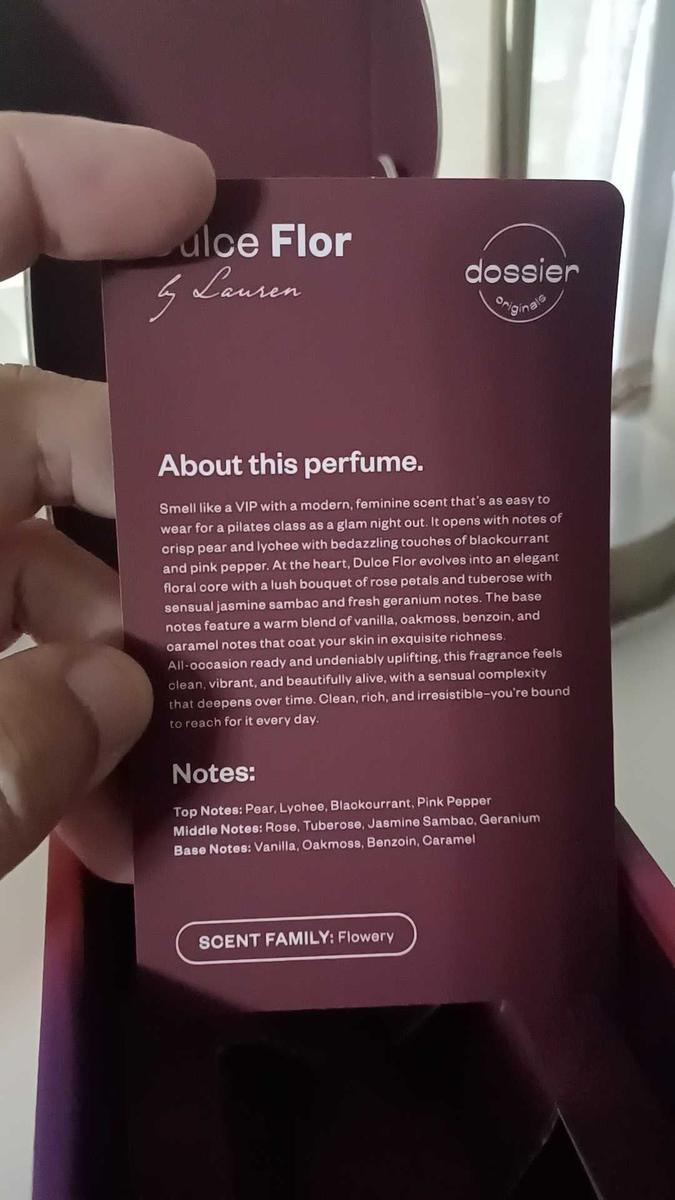 Dulce Flor
by Lauren
dossier
originals
About this perfume.
Smell like a VIP with a modern, feminine scent that's as easy to
wear for a pilates class as a glam night out. It opens with notes of
crisp pear and lychee with bedazzling touches of blackcurrant
and pink pepper. At the heart, Dulce Flor evolves into an elegant
floral core with a lush bouquet of rose petals and tuberose with
sensual jasmine sambac and fresh geranium notes. The base
notes feature a warm blend of vanilla, oakmoss, benzoin, and
caramel notes that coat your skin in exquisite richness.
All-occasion ready and undeniably uplifting, this fragrance feels
clean, vibrant, and beautifully alive, with a sensual complexity
that deepens over time. Clean, rich, and irresistible–you're bound
to reach for it every day.
Notes:
Top Notes: Pear, Lychee, Blackcurrant, Pink Pepper
Middle Notes: Rose, Tuberose, Jasmine Sambac, Geranium
Base Notes: Vanilla, Oakmoss, Benzoin, Caramel
SCENT FAMILY: Flowery